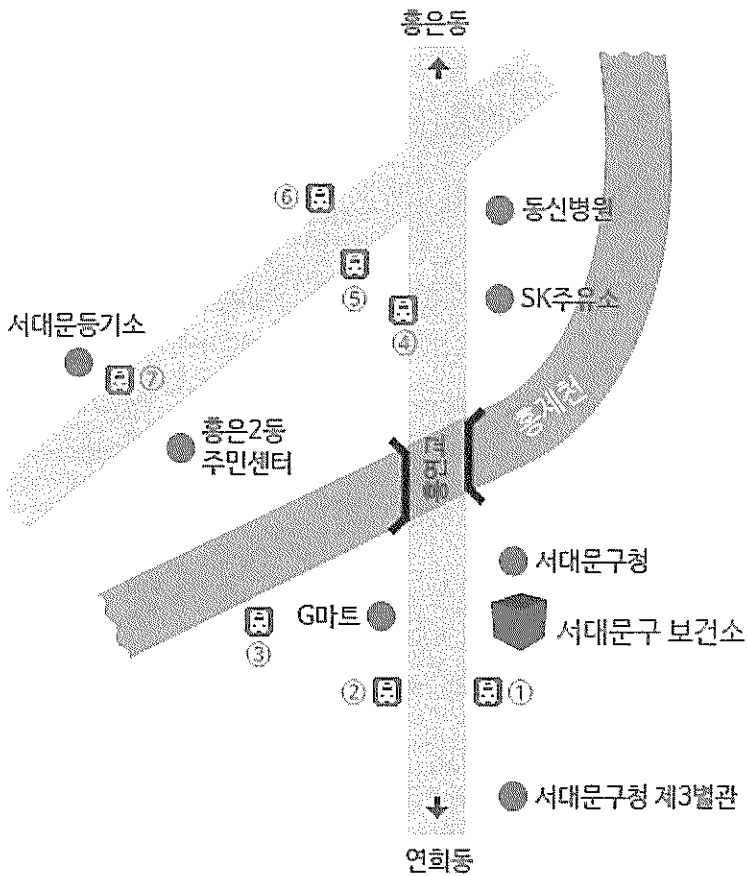 홍은동
⑥
동신병원
⑤
SK주유소
④
서대문등기소
⑦
홍제천
홍은2동
주민센터
서대문구청
G마트
서대문구 보건소
③
②
①
서대문구청 제3별관
연희동